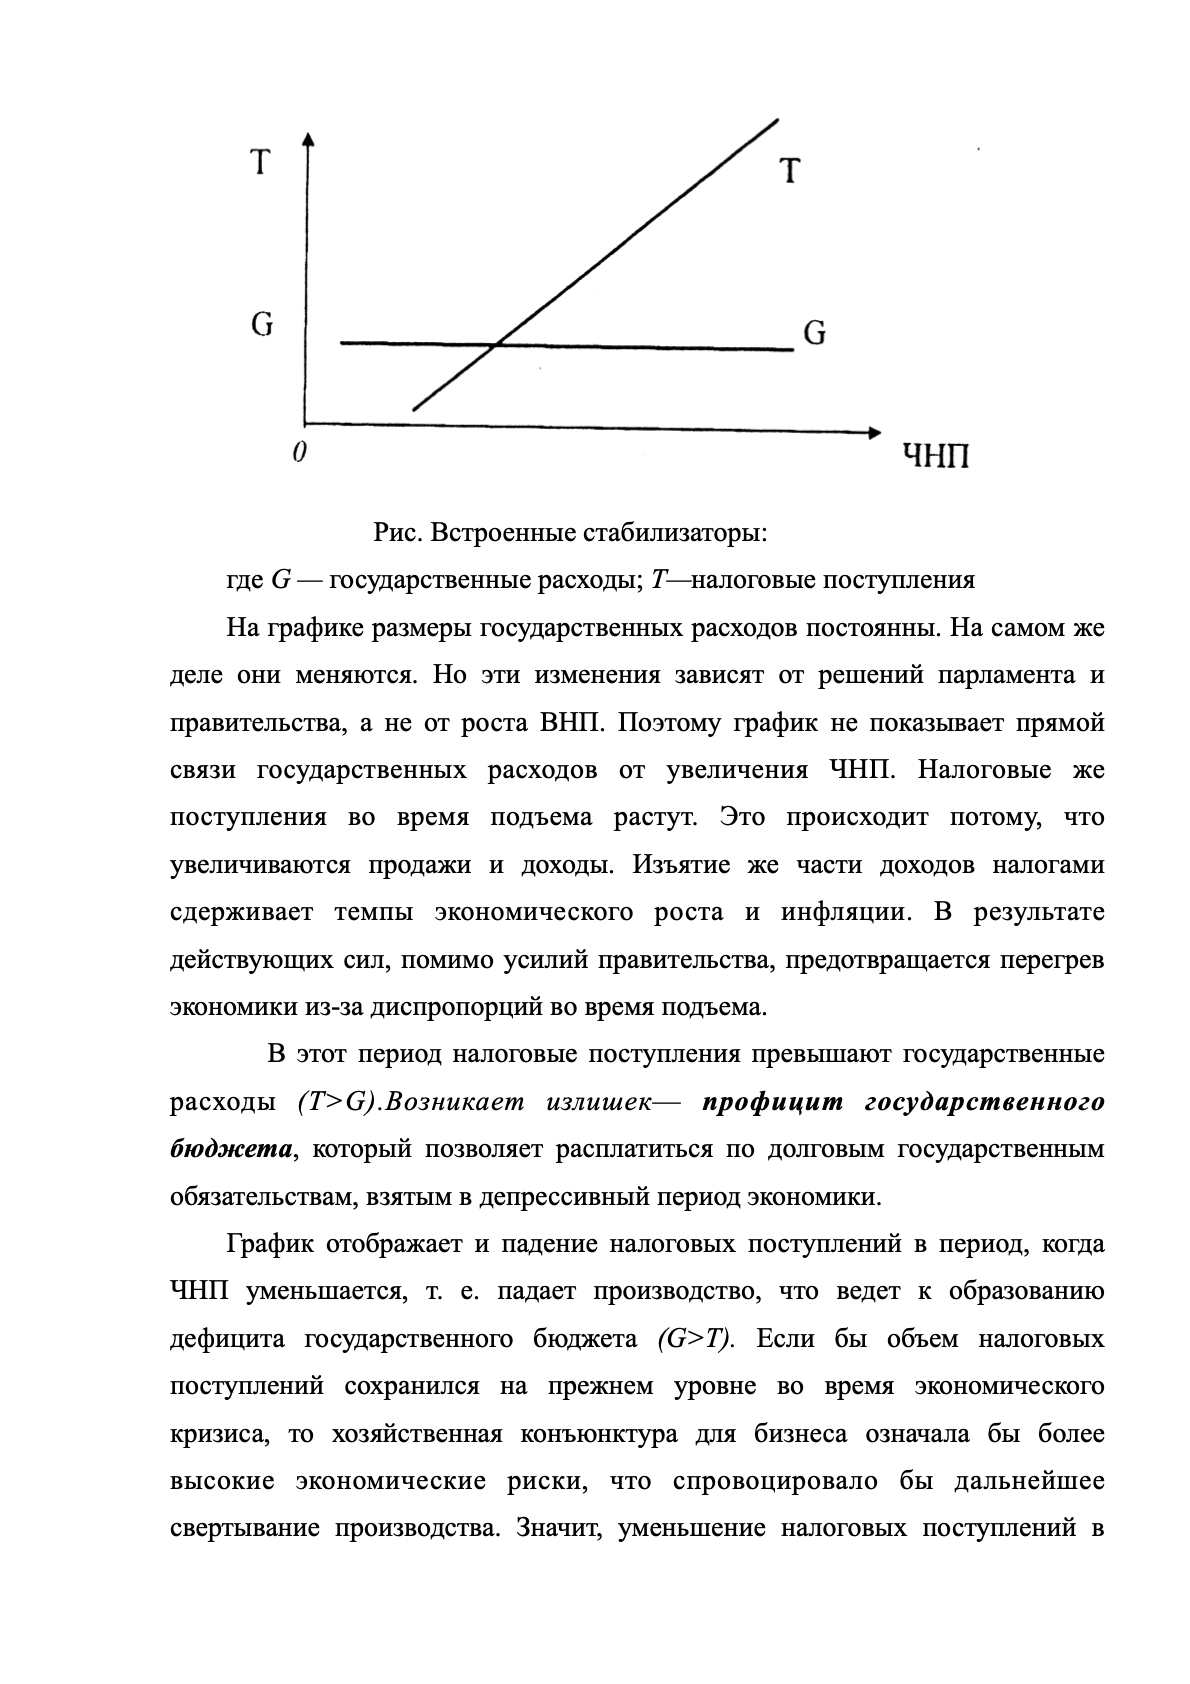 T
T
G
G
0
ЧНП
Рис. Встроенные стабилизаторы:
где G — государственные расходы; T—налоговые поступления
На графике размеры государственных расходов постоянны. На самом же
деле они меняются. Но эти изменения зависят от решений парламента и
правительства, а не от роста ВНП. Поэтому график не показывает прямой
связи государственных расходов от увеличения ЧНП. Налоговые же
поступления во время подъема растут. Это происходит потому, что
увеличиваются продажи и доходы. Изъятие же части доходов налогами
сдерживает темпы экономического роста и инфляции. В результате
действующих сил, помимо усилий правительства, предотвращается перегрев
экономики из-за диспропорций во время подъема.
В этот период налоговые поступления превышают государственные
расходы (T>G).Возникает излишек— профицит государственного
бюджета, который позволяет расплатиться по долговым государственным
обязательствам, взятым в депрессивный период экономики.
График отображает и падение налоговых поступлений в период, когда
ЧНП уменьшается, т. е. падает производство, что ведет к образованию
дефицита государственного бюджета (G>T). Если бы объем налоговых
поступлений сохранился на прежнем уровне во время экономического
кризиса, то хозяйственная конъюнктура для бизнеса означала бы более
высокие экономические риски, что спровоцировало бы дальнейшее
свертывание производства. Значит, уменьшение налоговых поступлений в